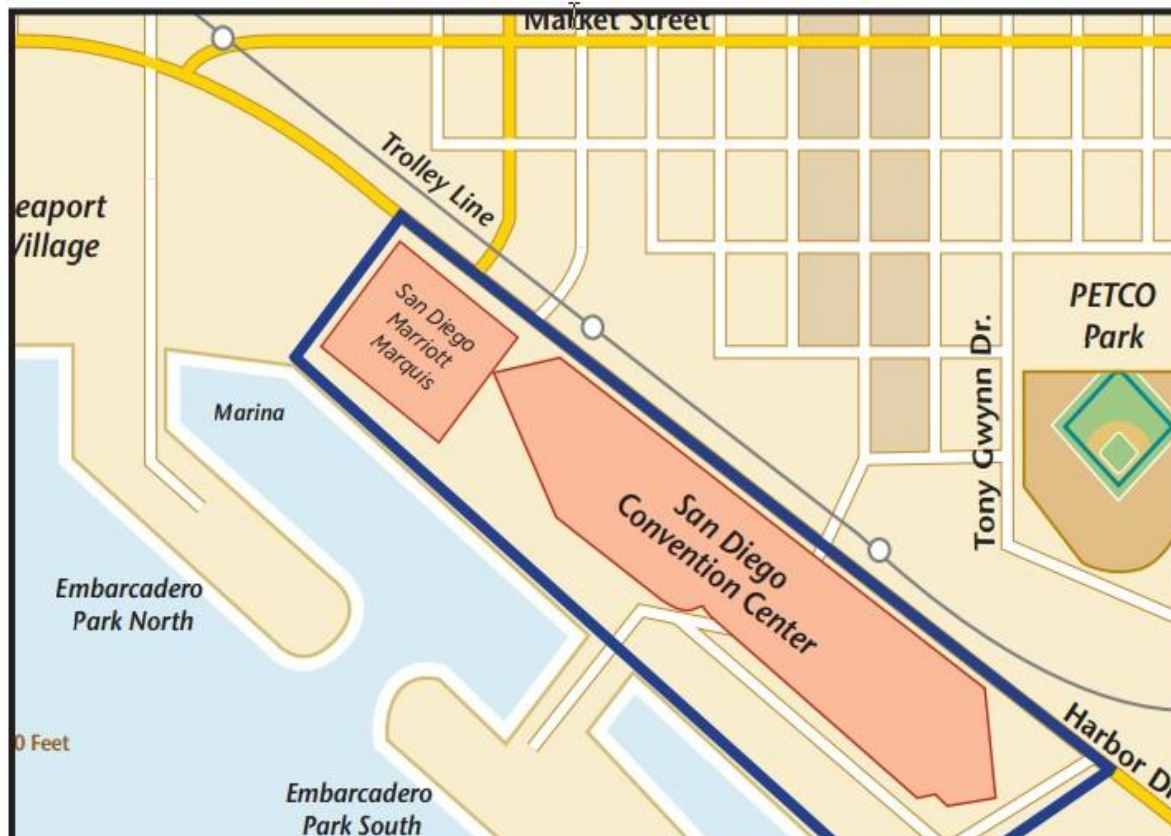 Market Street
Trolley Line
eaport
Village
San Diego
Marriott
Marquis
PETCO
Park
Tony Gwynn Dr.
Marina
San Diego
Convention Center
Embarcadero
Park North
Harbor Dr
0 Feet
Embarcadero
Park South